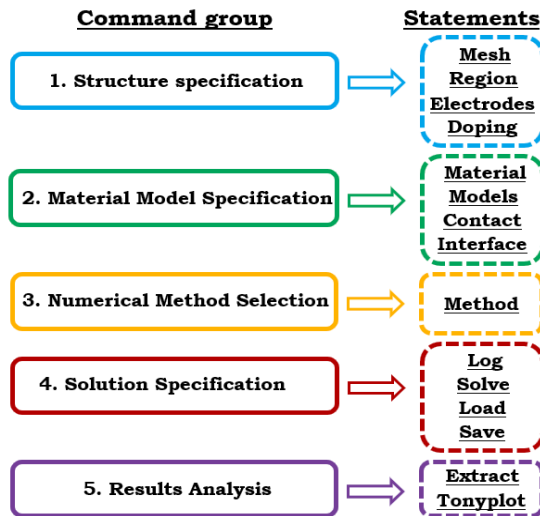 Command group
Statements
1. Structure specification
Mesh
Region
Electrodes
Doping
2. Material Model Specification
Material
Models
Contact
Interface
3. Numerical Method Selection
Method
4. Solution Specification
Log
Solve
Load
Save
5. Results Analysis
Extract
Tonyplot